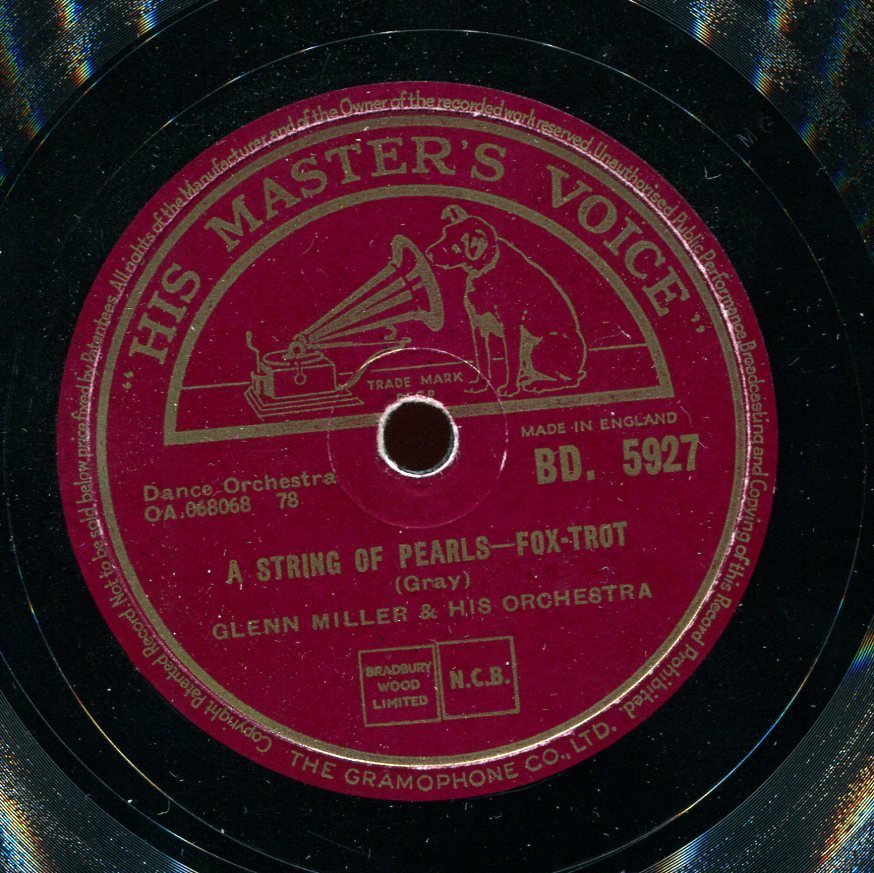 Copyright Patented Record Not to be sold below price fixed by Patentees. All rights of the Manufacturer and of the Owner of the recorded work reserved. Unauthorised Public Performance Broadcasting and Copying of this Record Prohibited.
"HIS MASTER'S VOICE"
TRADE MARK
MADE IN ENGLAND
BD. 5927
Dance Orchestra
OA.068068 78
A STRING OF PEARLS—FOX-TROT
(Gray)
GLENN MILLER & HIS ORCHESTRA
BRADBURY
WOOD
LIMITED
N.C.B.
THE GRAMOPHONE CO., LTD.